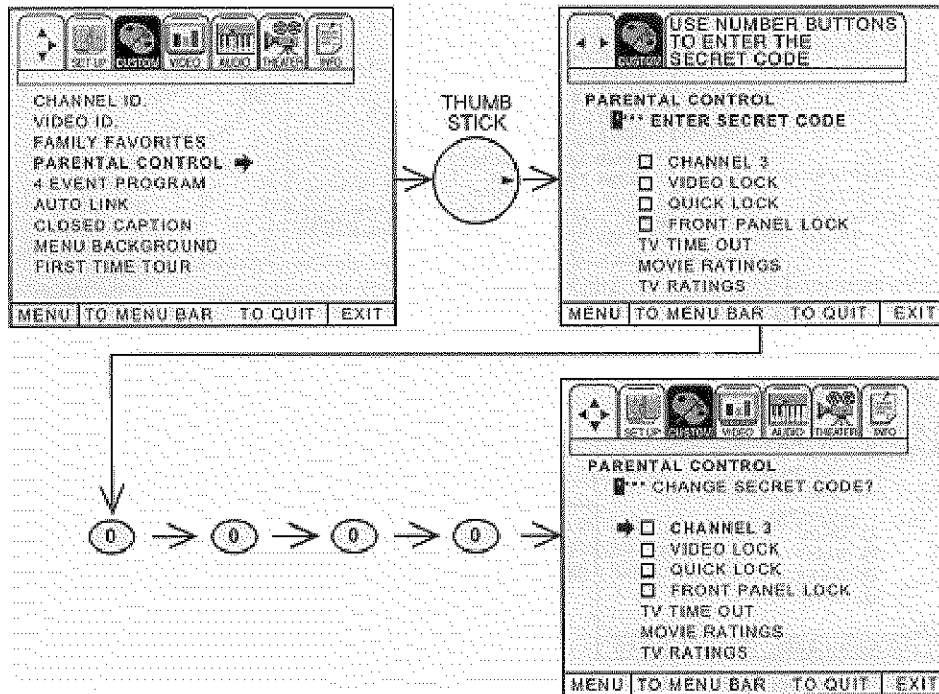 SET UP CUSTOM VIDEO AUDIO THEATER INFO
CHANNEL ID.
VIDEO ID.
FAMILY FAVORITES
PARENTAL CONTROL
4 EVENT PROGRAM
AUTO LINK
CLOSED CAPTION
MENU BACKGROUND
FIRST TIME TOUR
MENU TO MENU BAR TO QUIT EXIT
THUMB
STICK
CUSTOM
USE NUMBER BUTTONS
TO ENTER THE
SECRET CODE
PARENTAL CONTROL
**** ENTER SECRET CODE
CHANNEL 3
VIDEO LOCK
QUICK LOCK
FRONT PANEL LOCK
TV TIME OUT
MOVIE RATINGS
TV RATINGS
MENU TO MENU BAR TO QUIT EXIT
0 0 0 0
SET UP CUSTOM VIDEO AUDIO THEATER INFO
PARENTAL CONTROL
*** CHANGE SECRET CODE?
CHANNEL 3
VIDEO LOCK
QUICK LOCK
FRONT PANEL LOCK
TV TIME OUT
MOVIE RATINGS
TV RATINGS
MENU TO MENU BAR TO QUIT EXIT